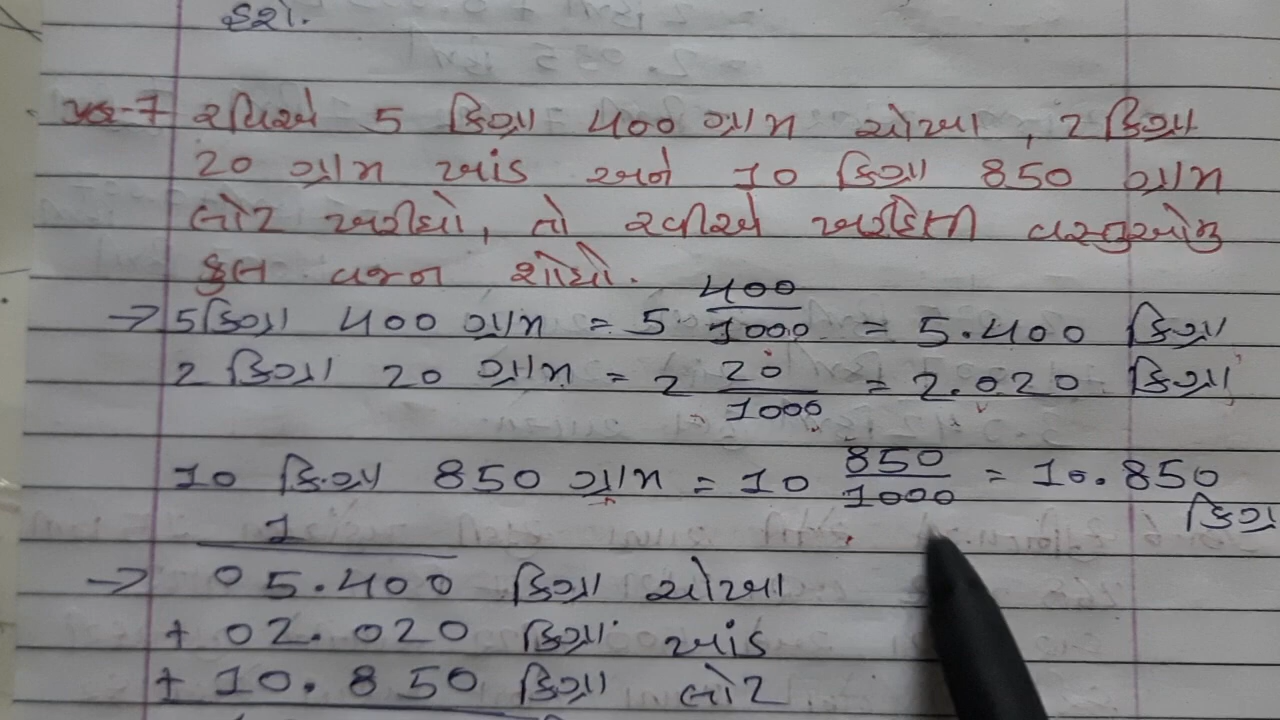 કરો.
પ્રશ્ન-7 રવિએ 5 કિગ્રા 400 ગ્રામ ચોખા, 2 કિગ્રા
20 ગ્રામ ખાંડ અને 10 કિગ્રા 850 ગ્રામ
લોટ ખરીદ્યો, તો રવીએ ખરીદેલી વસ્તુઓનુ
કુલ વજન શોધો.
→ 5 કિગ્રા 400 ગ્રામ = 5 400/1000 = 5.400 કિગ્રા
2 કિગ્રા 20 ગ્રામ = 2 20/1000 = 2.020 કિગ્રા
10 કિગ્રા 850 ગ્રામ = 10 850/1000 = 10.850 કિગ્રા
1
→ 05.400 કિગ્રા ચોખા
+ 02.020 કિગ્રા ખાંડ
+ 10.850 કિગ્રા લોટ